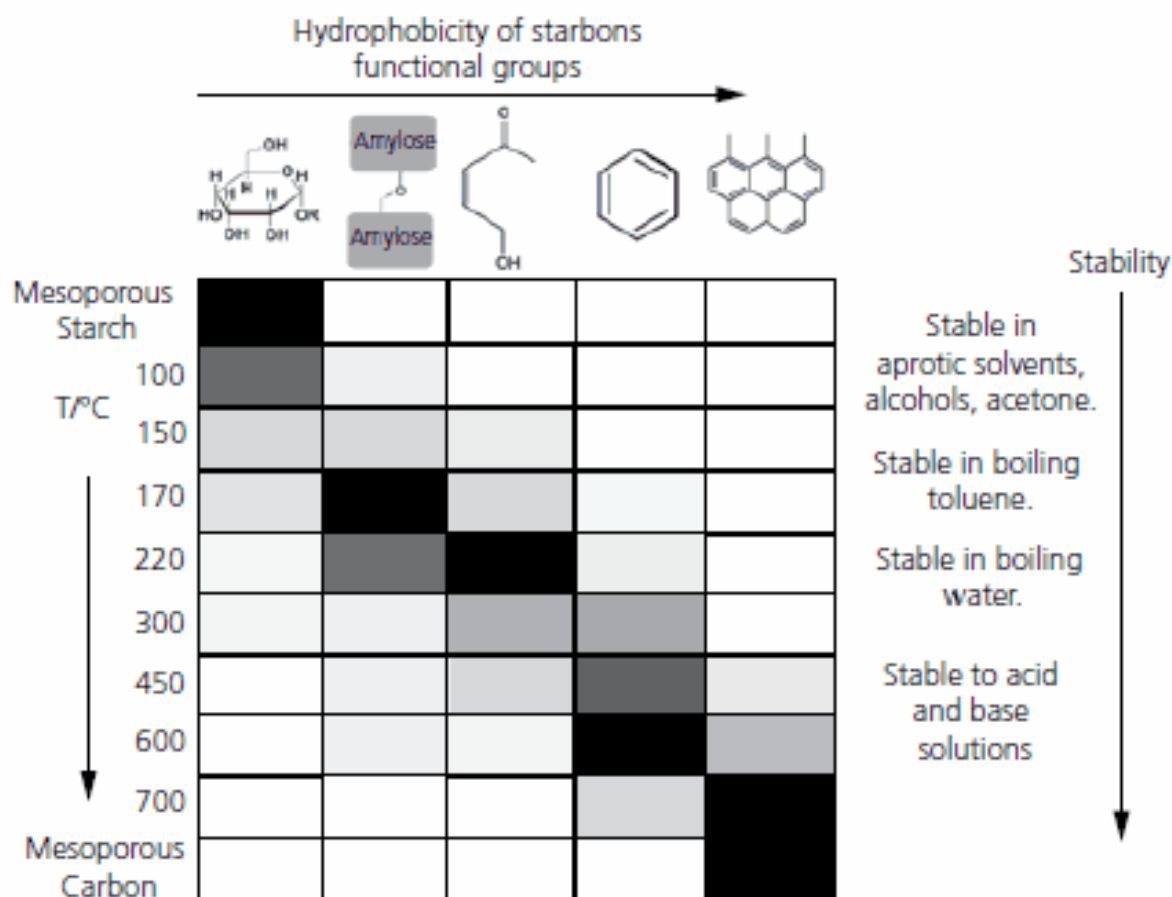 Hydrophobicity of starbons
functional groups
OH
O
H
H
H
H
H
HO
OR
OH
OH
Amylose
O
Amylose
O
OH
Stability
Mesoporous
Starch
100
T/°C
150
170
220
300
450
600
700
Mesoporous
Carbon
Stable in
aprotic solvents,
alcohols, acetone.
Stable in boiling
toluene.
Stable in boiling
water.
Stable to acid
and base
solutions